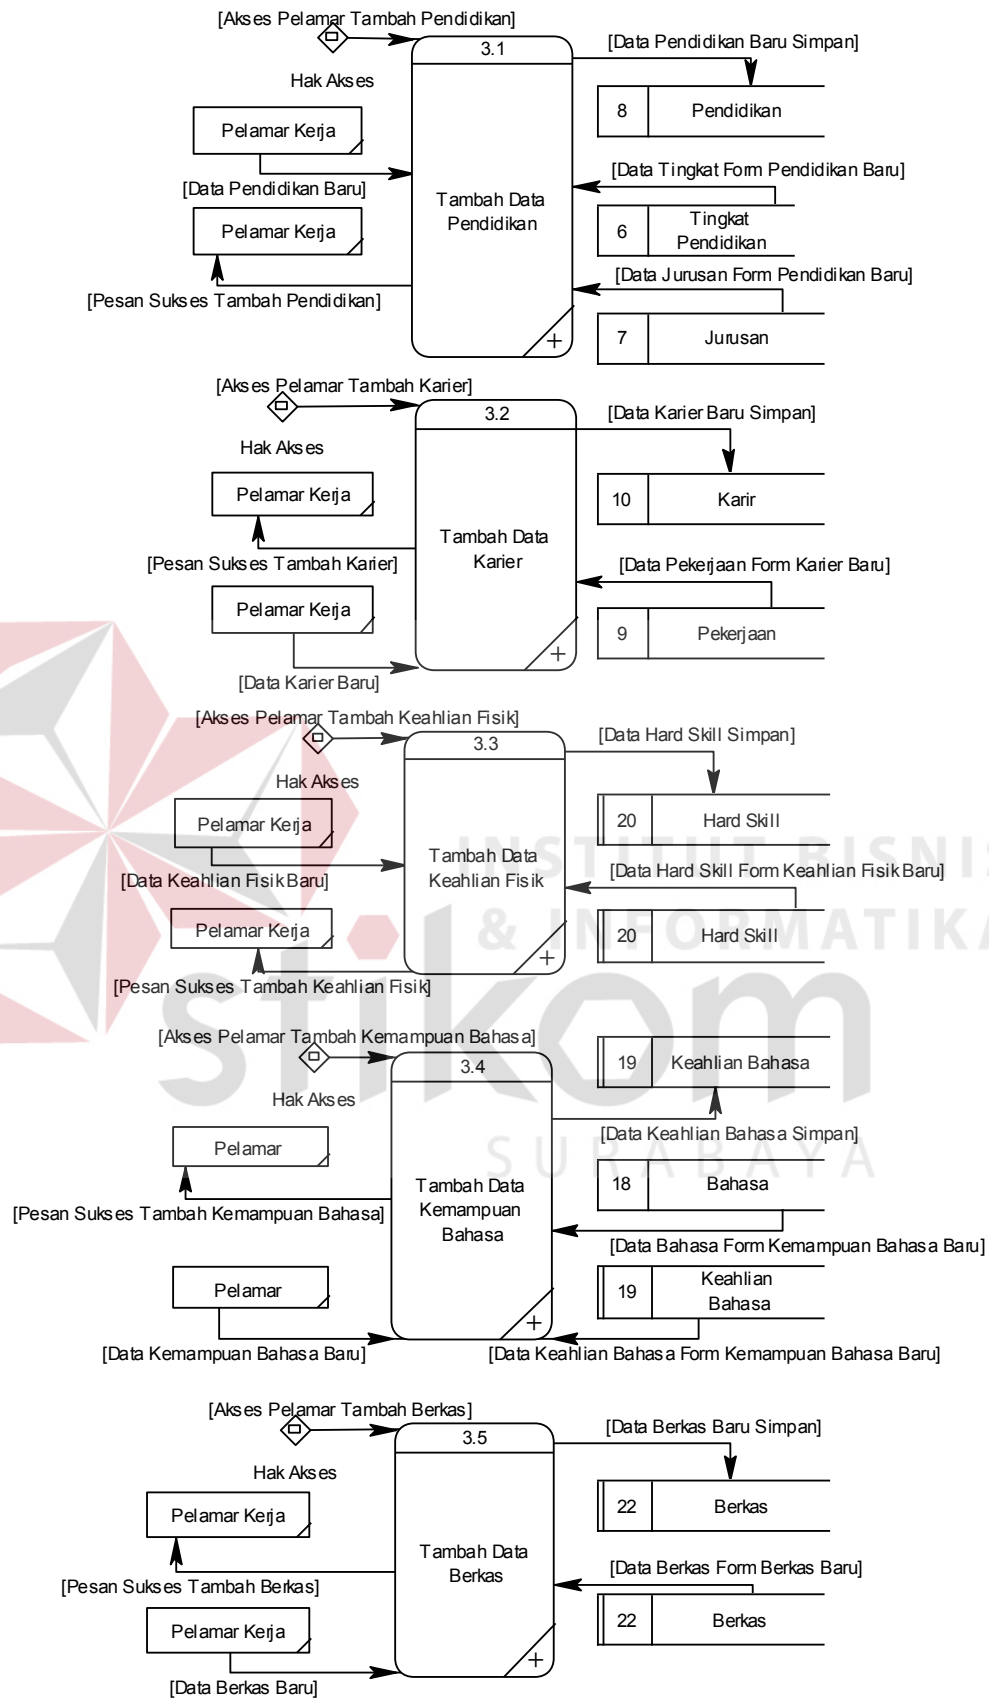 [Akses Pelamar Tambah Pendidikan]
3.1
[Data Pendidikan Baru Simpan]
Hak Akses
8
Pendidikan
Pelamar Kerja
[Data Tingkat Form Pendidikan Baru]
[Data Pendidikan Baru]
Tambah Data
Pendidikan
Pelamar Kerja
6
Tingkat
Pendidikan
[Data Jurusan Form Pendidikan Baru]
[Pesan Sukses Tambah Pendidikan]
7
Jurusan
+
[Akses Pelamar Tambah Karier]
3.2
[Data Karier Baru Simpan]
Hak Akses
Pelamar Kerja
10
Karir
Tambah Data
Karier
[Pesan Sukses Tambah Karier]
[Data Pekerjaan Form Karier Baru]
Pelamar Kerja
9
Pekerjaan
+
[Data Karier Baru]
[Akses Pelamar Tambah Keahlian Fisik]
3.3
[Data Hard Skill Simpan]
Hak Akses
Pelamar Kerja
20
Hard Skill
INSTITUT BISNIS
Tambah Data
Keahlian Fisik
[Data Hard Skill Form Keahlian Fisik Baru]
[Data Keahlian Fisik Baru]
Pelamar Kerja
20
Hard Skill
& INFORMATIKA
+
[Pesan Sukses Tambah Keahlian Fisik]
stikom
[Akses Pelamar Tambah Kemampuan Bahasa]
3.4
19
Keahlian Bahasa
Hak Akses
[Data Keahlian Bahasa Simpan]
Pelamar
SURABAYA
18
Bahasa
Tambah Data
Kemampuan
Bahasa
[Pesan Sukses Tambah Kemampuan Bahasa]
[Data Bahasa Form Kemampuan Bahasa Baru]
Pelamar
19
Keahlian
Bahasa
+
[Data Kemampuan Bahasa Baru]
[Data Keahlian Bahasa Form Kemampuan Bahasa Baru]
[Akses Pelamar Tambah Berkas]
3.5
[Data Berkas Baru Simpan]
Hak Akses
Pelamar Kerja
22
Berkas
Tambah Data
Berkas
[Data Berkas Form Berkas Baru]
[Pesan Sukses Tambah Berkas]
Pelamar Kerja
22
Berkas
+
[Data Berkas Baru]